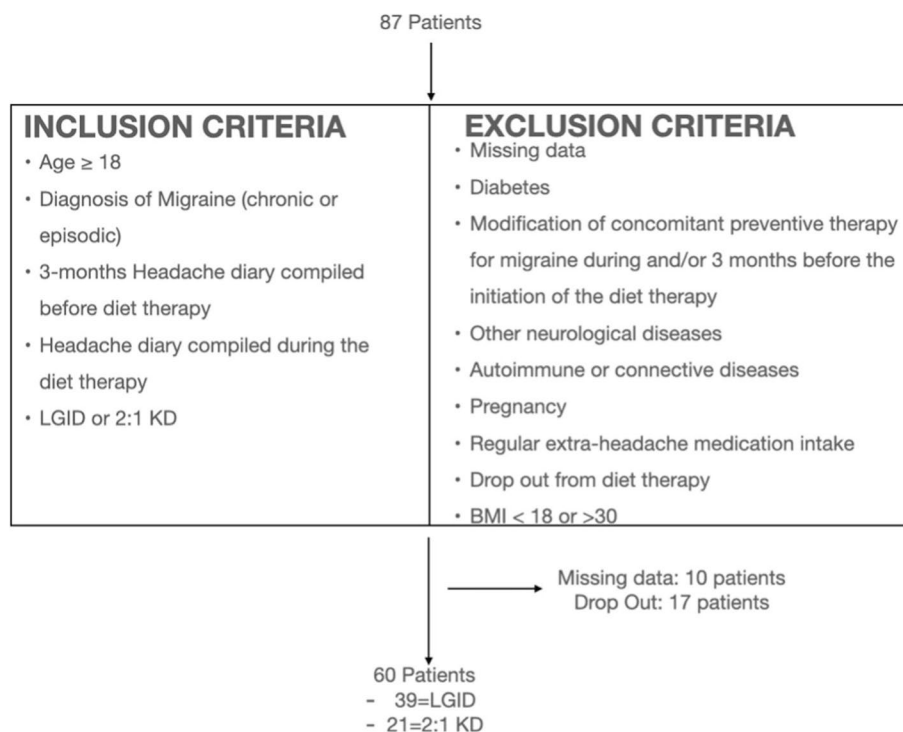 87 Patients
INCLUSION CRITERIA
• Age ≥ 18
• Diagnosis of Migraine (chronic or
episodic)
• 3-months Headache diary compiled
before diet therapy
• Headache diary compiled during the
diet therapy
• LGID or 2:1 KD
EXCLUSION CRITERIA
• Missing data
• Diabetes
• Modification of concomitant preventive therapy
for migraine during and/or 3 months before the
initiation of the diet therapy
• Other neurological diseases
• Autoimmune or connective diseases
• Pregnancy
• Regular extra-headache medication intake
• Drop out from diet therapy
• BMI < 18 or >30
Missing data: 10 patients
Drop Out: 17 patients
60 Patients
- 39=LGID
- 21=2:1 KD